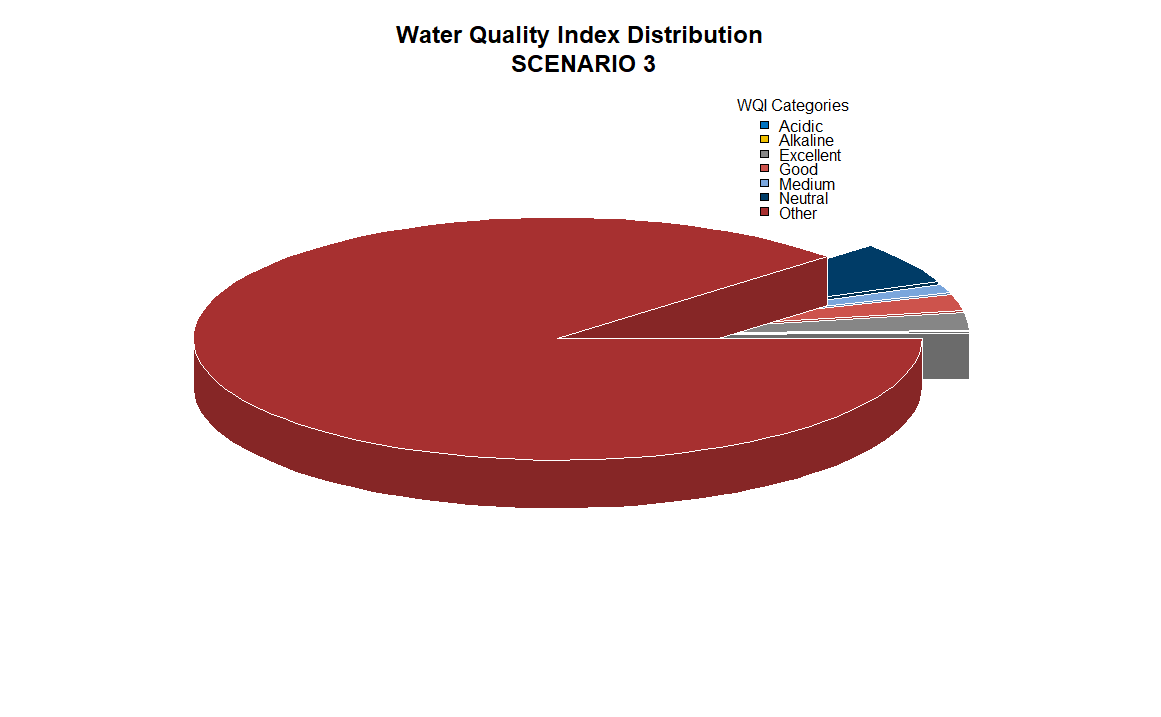 Water Quality Index Distribution
SCENARIO 3
WQI Categories
Acidic
Alkaline
Excellent
Good
Medium
Neutral
Other